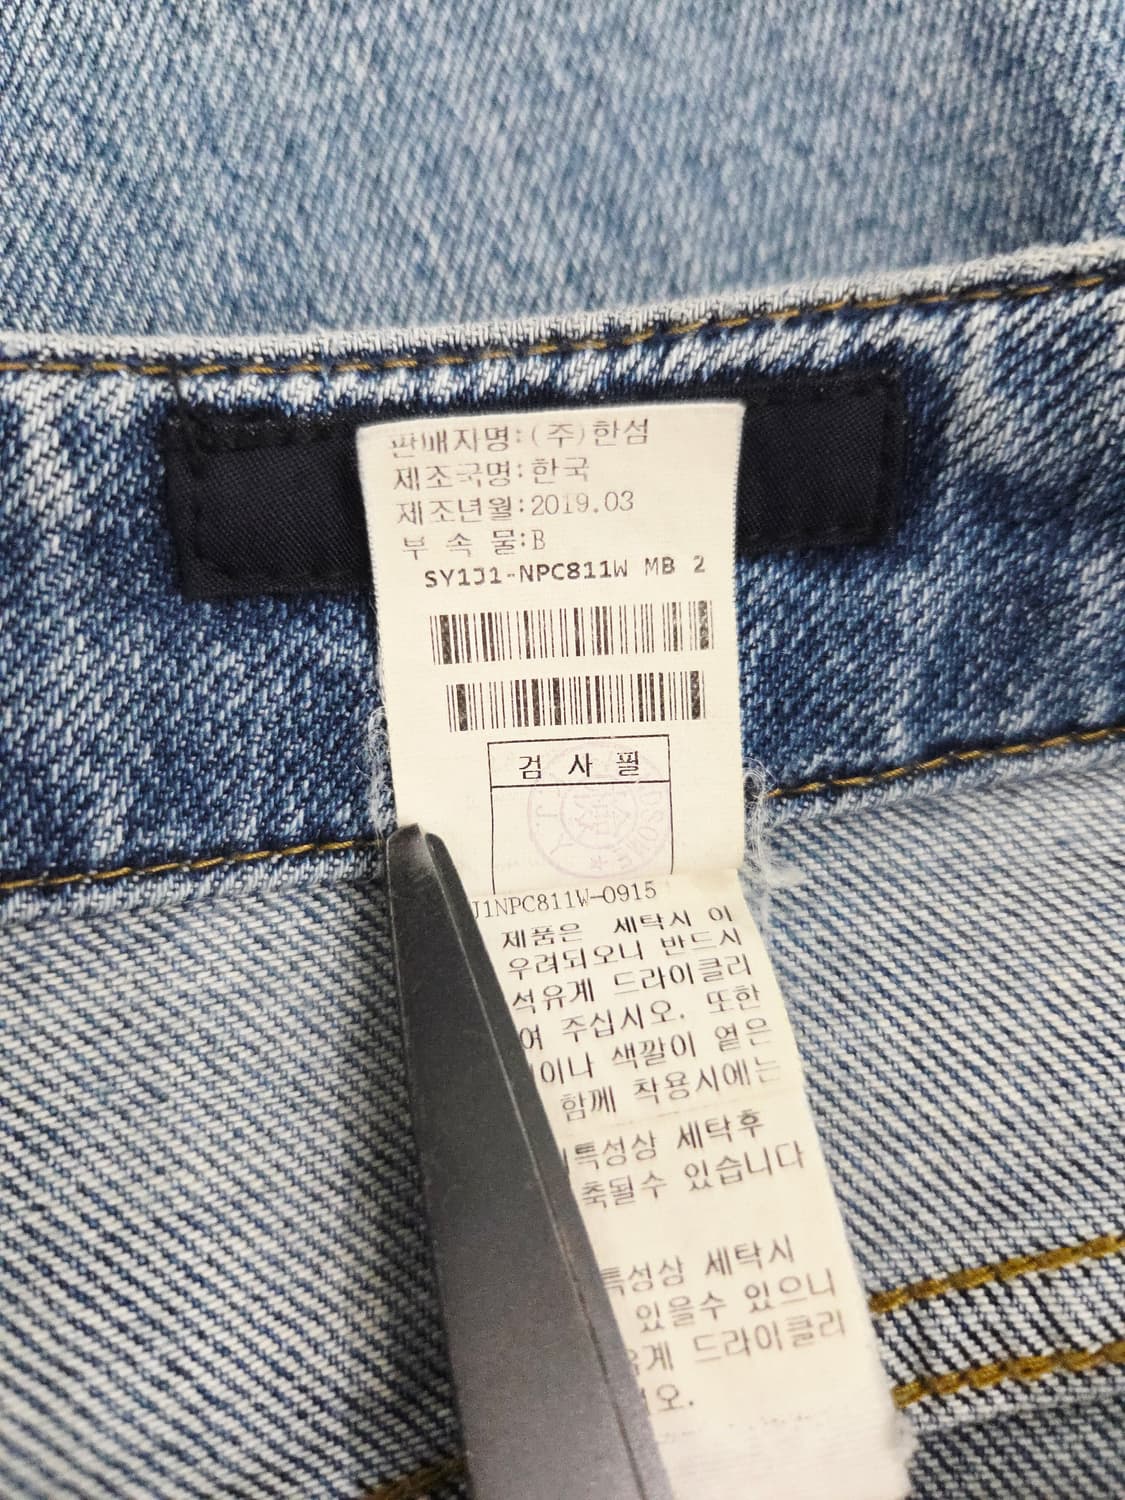 판매자명:(주)한섬
제조국명:한국
제조년월:2019.03
부 속 물:B
SY1J1-NPC811W MB 2
검 사 필
J1NPC811W-0915
제품은 세탁시 이
우려되오니 반드시
석유계 드라이클리
여 주십시오. 또한
이나 색깔이 옅은
함께 착용시에는
특성상 세탁후
축될수 있습니다
특성상 세탁시
있을수 있으니
유계 드라이클리
오.